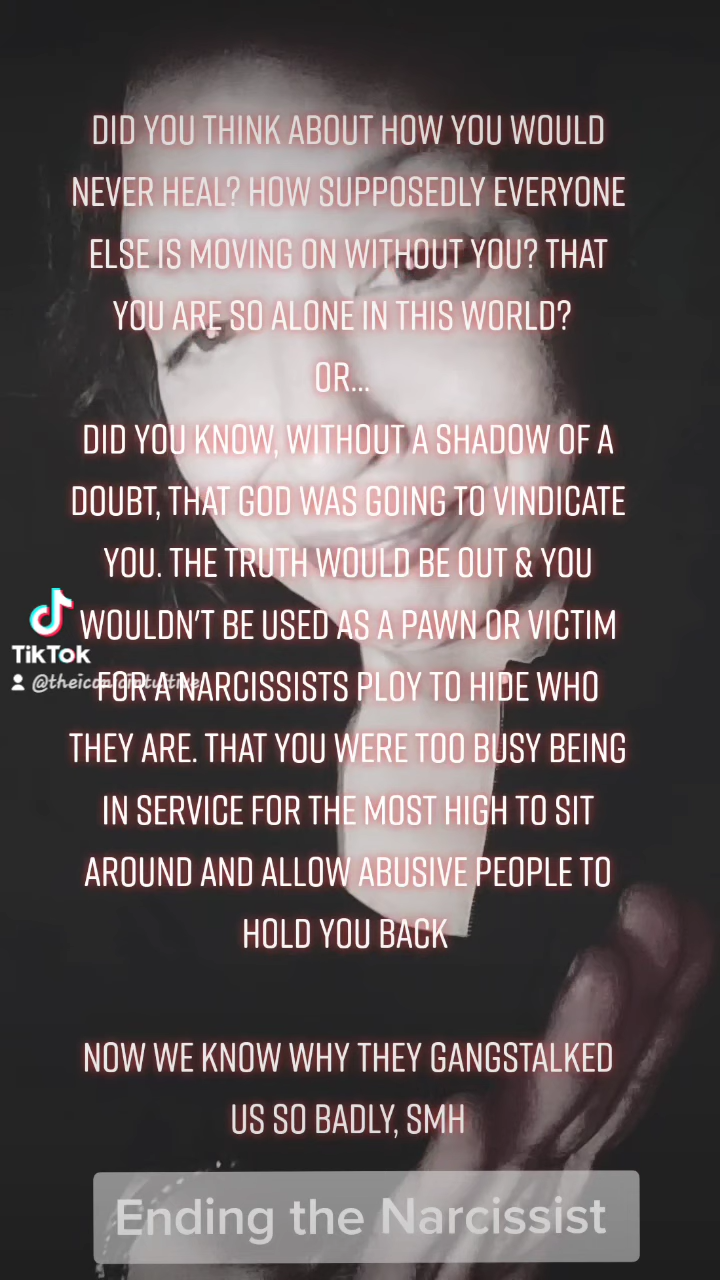 DID YOU THINK ABOUT HOW YOU WOULD
NEVER HEAL? HOW SUPPOSEDLY EVERYONE
ELSE IS MOVING ON WITHOUT YOU? THAT
YOU ARE SO ALONE IN THIS WORLD?
OR...
DID YOU KNOW, WITHOUT A SHADOW OF A
DOUBT, THAT GOD WAS GOING TO VINDICATE
YOU. THE TRUTH WOULD BE OUT & YOU
WOULDN'T BE USED AS A PAWN OR VICTIM
TikTok
FOR A NARCISSISTS PLOY TO HIDE WHO
THEY ARE. THAT YOU WERE TOO BUSY BEING
IN SERVICE FOR THE MOST HIGH TO SIT
AROUND AND ALLOW ABUSIVE PEOPLE TO
HOLD YOU BACK
NOW WE KNOW WHY THEY GANGSTALKED
US SO BADLY, SMH
Ending the Narcissist